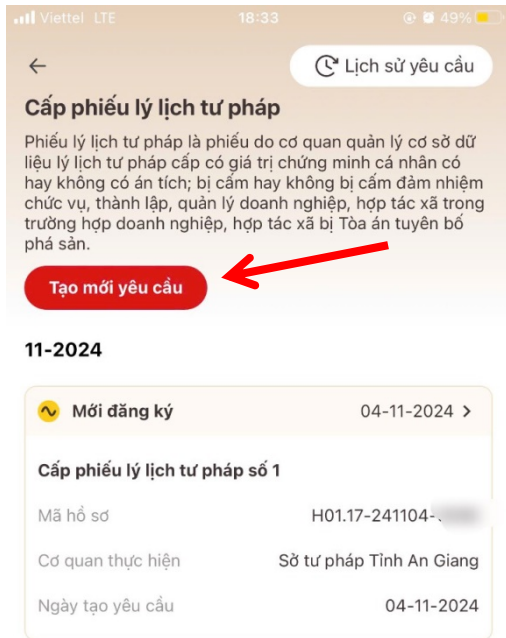 Viettel LTE 18:33 49%
Lịch sử yêu cầu
Cấp phiếu lý lịch tư pháp
Phiếu lý lịch tư pháp là phiếu do cơ quan quản lý cơ sở dữ
liệu lý lịch tư pháp cấp có giá trị chứng minh cá nhân có
hay không có án tích; bị cấm hay không bị cấm đảm nhiệm
chức vụ, thành lập, quản lý doanh nghiệp, hợp tác xã trong
trường hợp doanh nghiệp, hợp tác xã bị Tòa án tuyên bố
phá sản.
Tạo mới yêu cầu
11-2024
Mới đăng ký 04-11-2024
Cấp phiếu lý lịch tư pháp số 1
Mã hồ sơ H01.17-241104-
Cơ quan thực hiện Sở tư pháp Tỉnh An Giang
Ngày tạo yêu cầu 04-11-2024